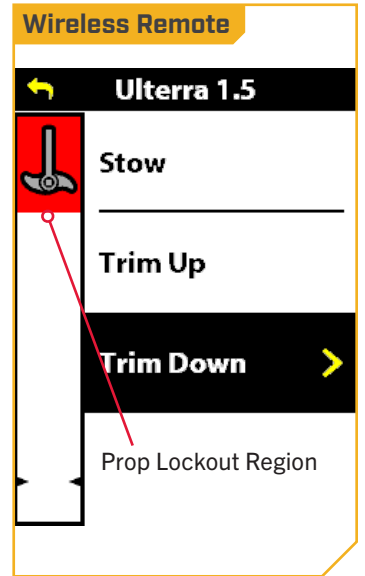 Wireless Remote
Ulterra 1.5
Stow
Trim Up
Trim Down
Prop Lockout Region